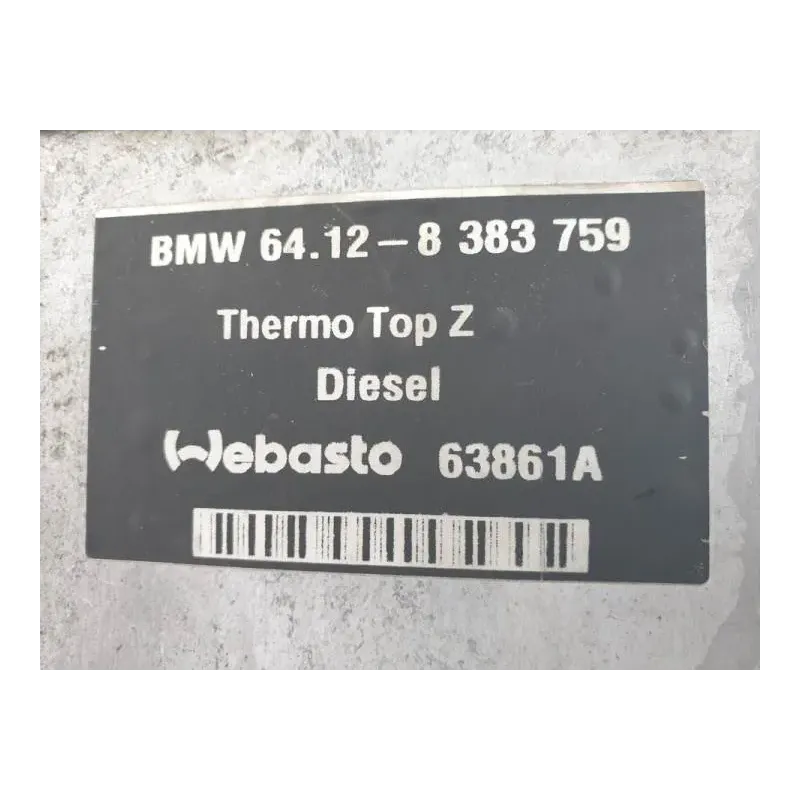 BMW 64.12-8 383 759
Thermo Top Z
Diesel
Webasto 63861A